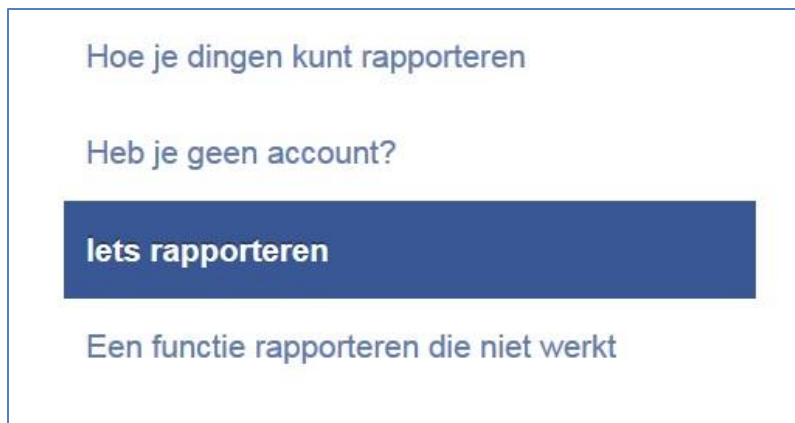 Hoe je dingen kunt rapporteren
Heb je geen account?
Iets rapporteren
Een functie rapporteren die niet werkt